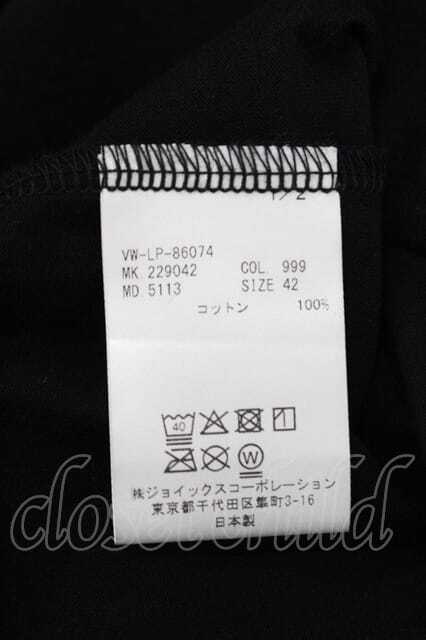 1/2
VW-LP-86074
MK. 229042 COL. 999
MD. 5113 SIZE 42
コットン 100%
40
W
㈱ジョイックスコーポレーション
東京都千代田区隼町3-16
日本製
closet child